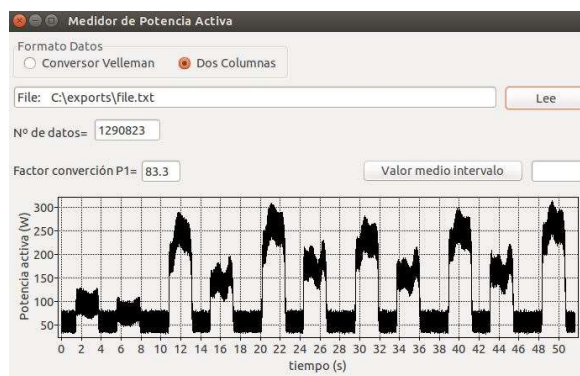 Medidor de Potencia Activa
Formato Datos
Conversor Velleman Dos Columnas
File: C:\exports\file.txt Lee
Nº de datos= 1290823
Factor converción P1= 83.3 Valor medio intervalo
Potencia activa (W)
300
250
200
150
100
50
0 2 4 6 8 10 12 14 16 18 20 22 24 26 28 30 32 34 36 38 40 42 44 46 48 50
tiempo (s)